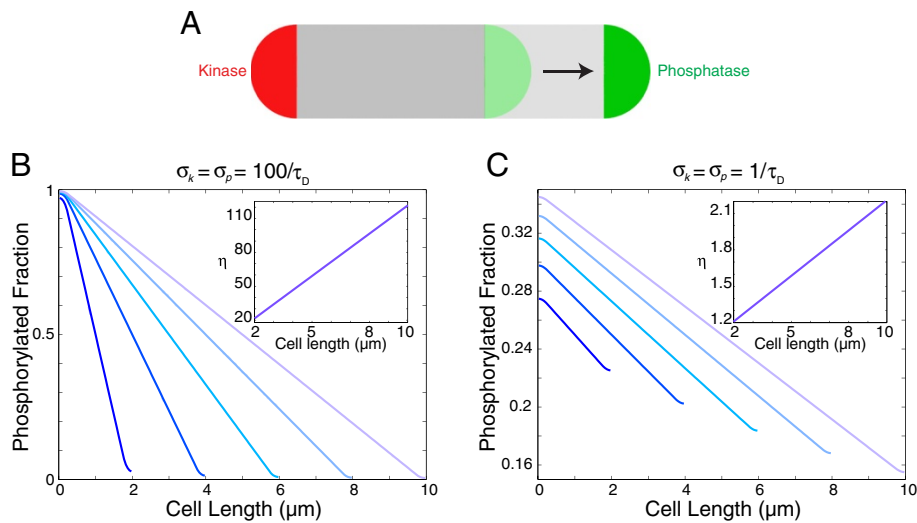 A
Kinase
Phosphatase
B
σk = σp = 100/τD
Phosphorylated Fraction
1
0.5
0
0 2 4 6 8 10
Cell Length (μm)
110
80
50
20
η
2 5 8 10
Cell length (μm)
C
σk = σp = 1/τD
Phosphorylated Fraction
0.32
0.28
0.24
0.2
0.16
0 2 4 6 8 10
Cell Length (μm)
2.1
1.8
1.5
1.2
η
2 5 8 10
Cell length (μm)